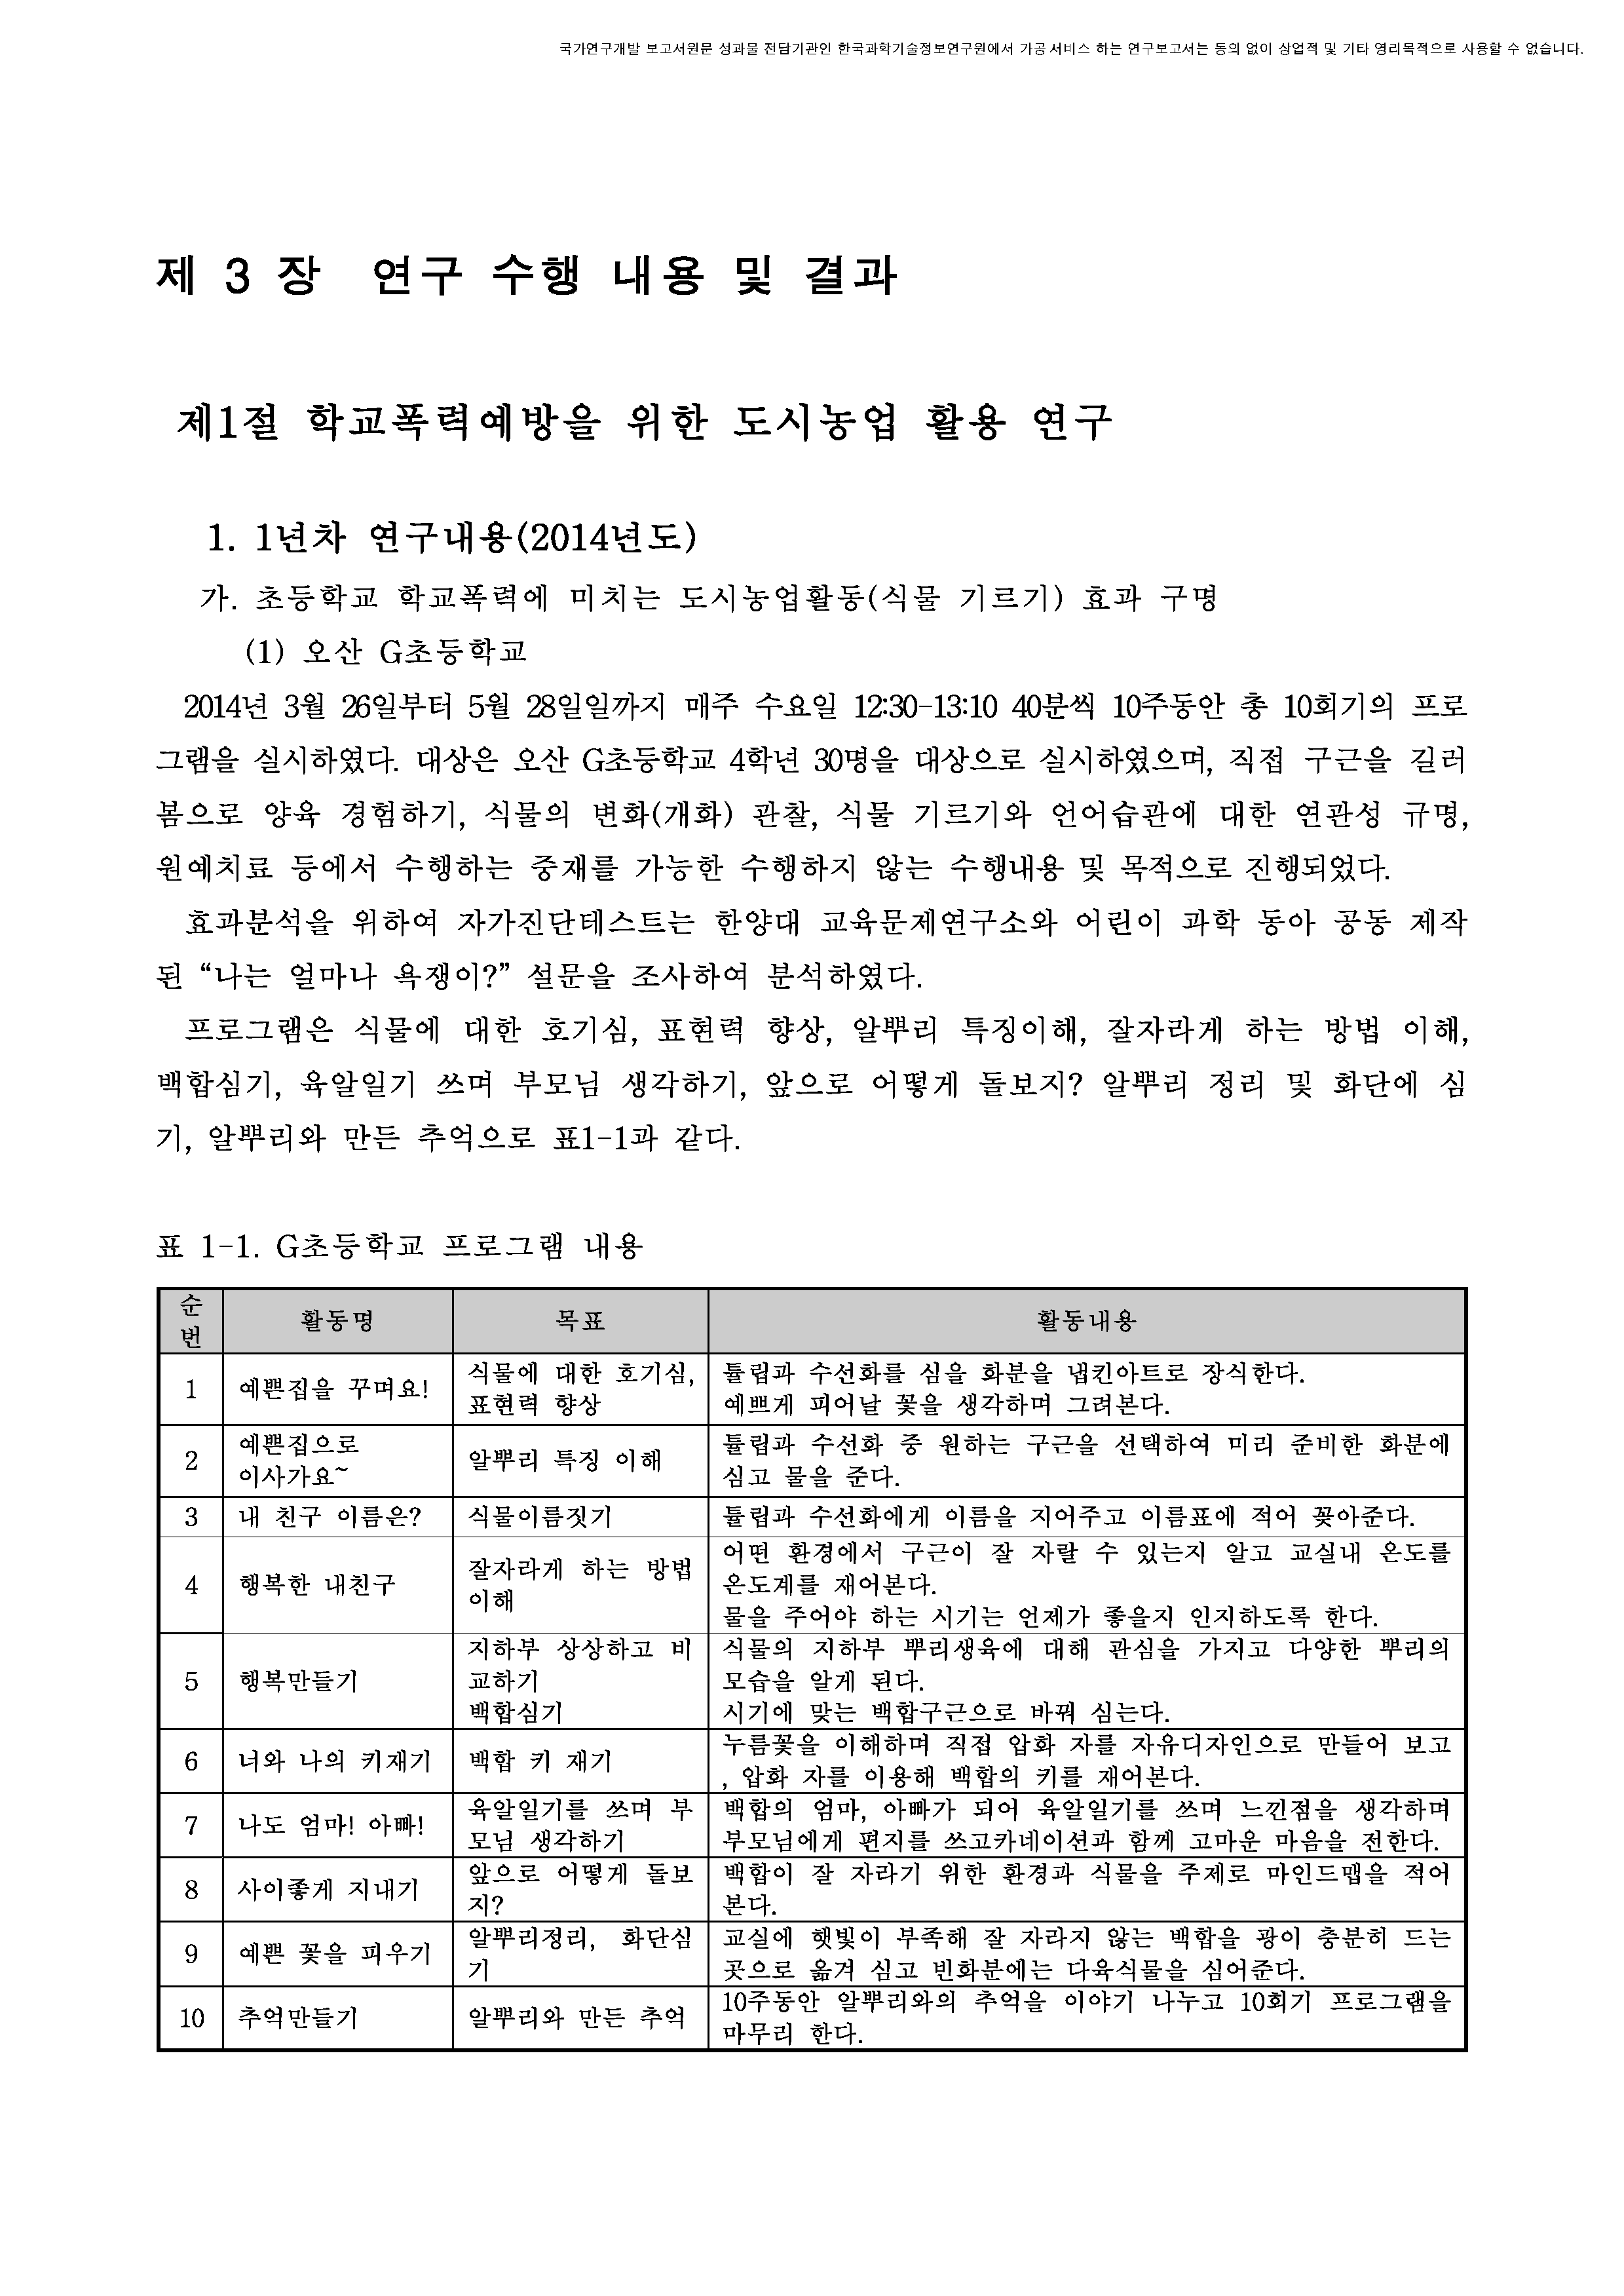 국가연구개발 보고서원문 성과물 전담기관인 한국과학기술정보연구원에서 가공·서비스 하는 연구보고서는 동의 없이 상업적 및 기타 영리목적으로 사용할 수 없습니다.
제 3 장 연구 수행 내용 및 결과
제1절 학교폭력예방을 위한 도시농업 활용 연구
1. 1년차 연구내용(2014년도)
가. 초등학교 학교폭력에 미치는 도시농업활동(식물 기르기) 효과 구명
(1) 오산 G초등학교
2014년 3월 26일부터 5월 28일일까지 매주 수요일 12:30-13:10 40분씩 10주동안 총 10회기의 프로
그램을 실시하였다. 대상은 오산 G초등학교 4학년 30명을 대상으로 실시하였으며, 직접 구근을 길러
봄으로 양육 경험하기, 식물의 변화(개화) 관찰, 식물 기르기와 언어습관에 대한 연관성 규명,
원예치료 등에서 수행하는 중재를 가능한 수행하지 않는 수행내용 및 목적으로 진행되었다.
효과분석을 위하여 자가진단테스트는 한양대 교육문제연구소와 어린이 과학 동아 공동 제작
된 “나는 얼마나 욕쟁이?” 설문을 조사하여 분석하였다.
프로그램은 식물에 대한 호기심, 표현력 향상, 알뿌리 특징이해, 잘자라게 하는 방법 이해,
백합심기, 육알일기 쓰며 부모님 생각하기, 앞으로 어떻게 돌보지? 알뿌리 정리 및 화단에 심
기, 알뿌리와 만든 추억으로 표1-1과 같다.
표 1-1. G초등학교 프로그램 내용
순
번 활동명 목표 활동내용
1 예쁜집을 꾸며요! 식물에 대한 호기심, 튤립과 수선화를 심을 화분을 냅킨아트로 장식한다.
표현력 향상 예쁘게 피어날 꽃을 생각하며 그려본다.
2 예쁜집으로 알뿌리 특징 이해 튤립과 수선화 중 원하는 구근을 선택하여 미리 준비한 화분에
이사가요~ 심고 물을 준다.
3 내 친구 이름은? 식물이름짓기 튤립과 수선화에게 이름을 지어주고 이름표에 적어 꽂아준다.
4 행복한 내친구 잘자라게 하는 방법 어떤 환경에서 구근이 잘 자랄 수 있는지 알고 교실내 온도를
이해 온도계를 재어본다.
물을 주어야 하는 시기는 언제가 좋을지 인지하도록 한다.
5 행복만들기 지하부 상상하고 비 식물의 지하부 뿌리생육에 대해 관심을 가지고 다양한 뿌리의
교하기 모습을 알게 된다.
백합심기 시기에 맞는 백합구근으로 바꿔 심는다.
6 너와 나의 키재기 백합 키 재기 누름꽃을 이해하며 직접 압화 자를 자유디자인으로 만들어 보고
, 압화 자를 이용해 백합의 키를 재어본다.
7 나도 엄마! 아빠! 육알일기를 쓰며 부 백합의 엄마, 아빠가 되어 육알일기를 쓰며 느낀점을 생각하며
모님 생각하기 부모님에게 편지를 쓰고카네이션과 함께 고마운 마음을 전한다.
8 사이좋게 지내기 앞으로 어떻게 돌보 백합이 잘 자라기 위한 환경과 식물을 주제로 마인드맵을 적어
지? 본다.
9 예쁜 꽃을 피우기 알뿌리정리, 화단심 교실에 햇빛이 부족해 잘 자라지 않는 백합을 광이 충분히 드는
기 곳으로 옮겨 심고 빈화분에는 다육식물을 심어준다.
10 추억만들기 알뿌리와 만든 추억 10주동안 알뿌리와의 추억을 이야기 나누고 10회기 프로그램을
마무리 한다.